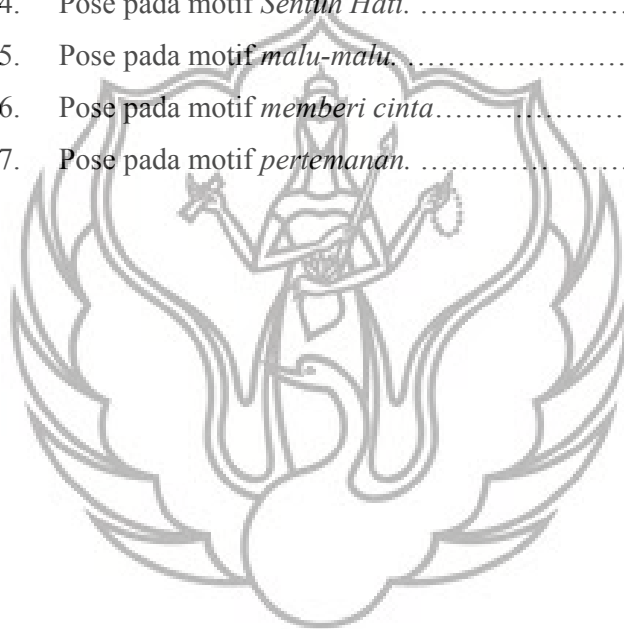 4. Pose pada motif Sentuh Hati. ........................
5. Pose pada motif malu-malu. ........................
6. Pose pada motif memberi cinta........................
7. Pose pada motif pertemanan. ........................